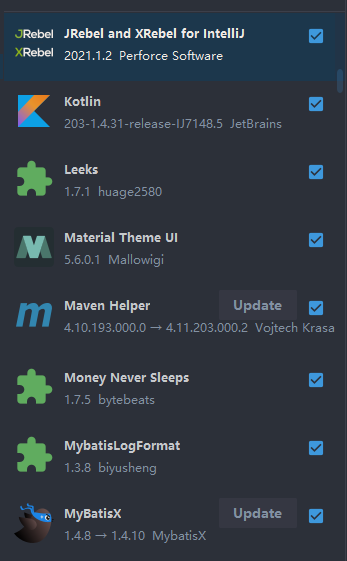 JRebel
XRebel
JRebel and XRebel for IntelliJ
2021.1.2 Perforce Software
Kotlin
203-1.4.31-release-IJ7148.5 JetBrains
Leeks
1.7.1 huage2580
Material Theme UI
5.6.0.1 Mallowigi
Maven Helper
Update
4.10.193.000.0 → 4.11.203.000.2 Vojtech Krasa
Money Never Sleeps
1.7.5 bytebeats
MybatisLogFormat
1.3.8 biyusheng
MyBatisX
Update
1.4.8 → 1.4.10 MybatisX